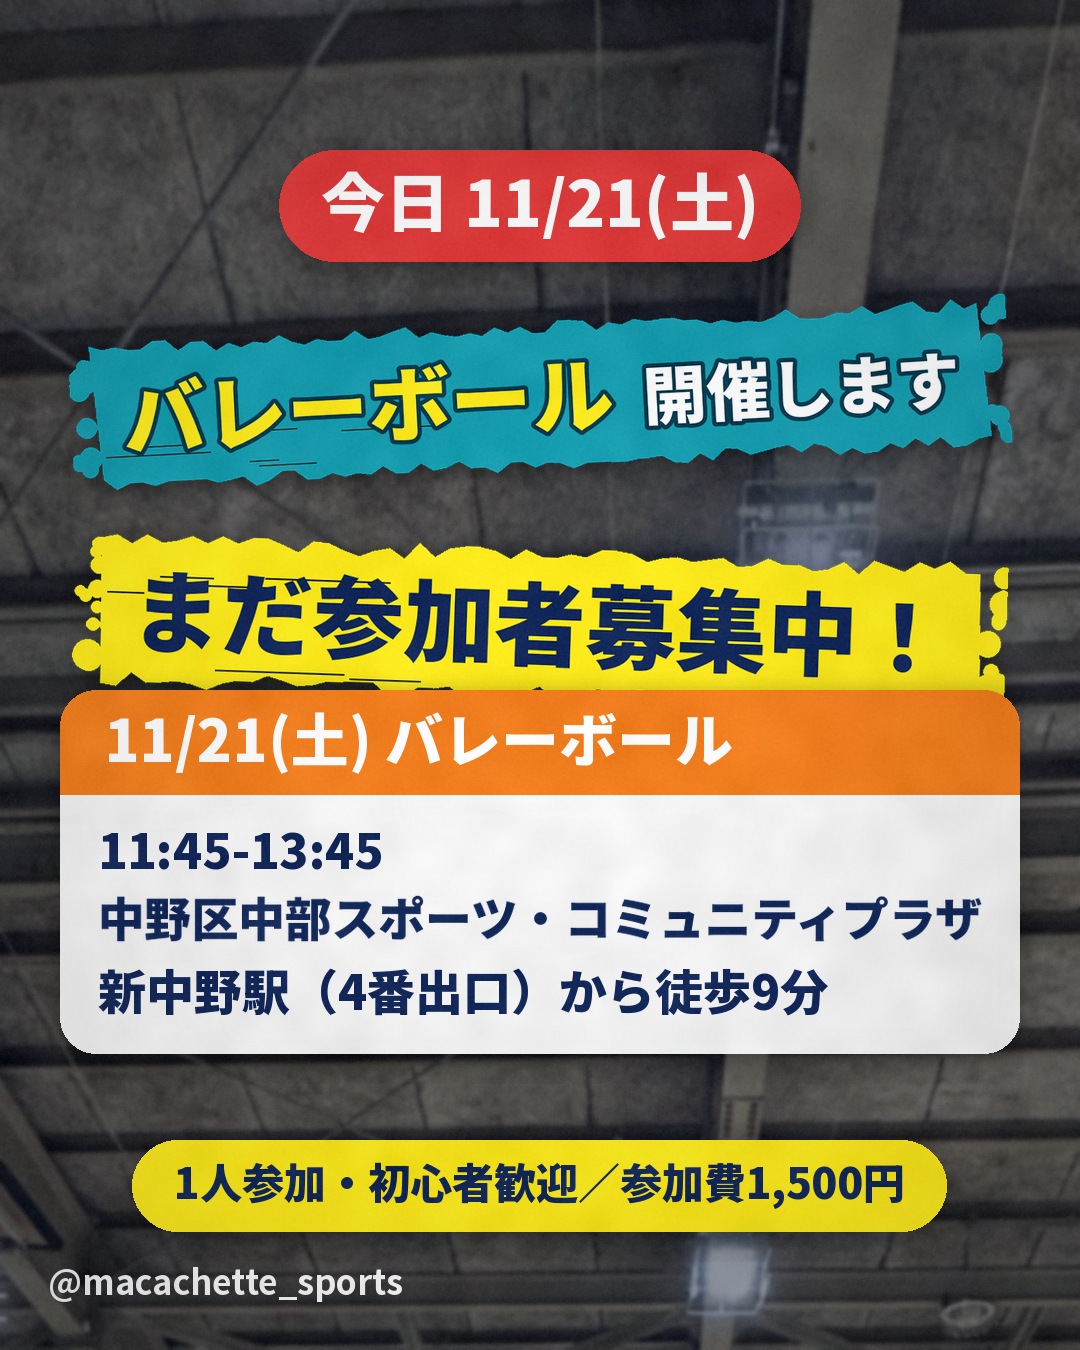 今日 11/21(土)
バレーボール 開催します
まだ参加者募集中！
11/21(土) バレーボール
11:45-13:45
中野区中部スポーツ・コミュニティプラザ
新中野駅（4番出口）から徒歩9分
1人参加・初心者歓迎／参加費1,500円
@macachette_sports